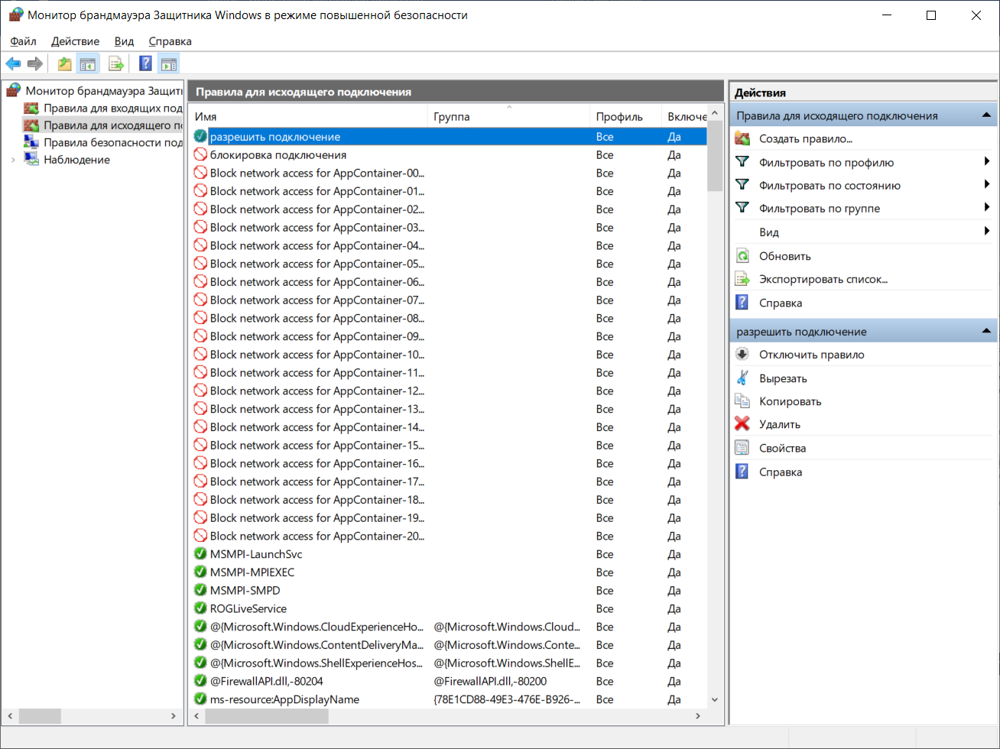 Монитор брандмауэра Защитника Windows в режиме повышенной безопасности
Файл Действие Вид Справка
Монитор брандмауэра Защити
Правила для входящих под
Правила для исходящего по
Правила безопасности под
Наблюдение
Правила для исходящего подключения
Имя Группа Профиль Включе
разрешить подключение Все Да
блокировка подключения Все Да
Block network access for AppContainer-00... Все Да
Block network access for AppContainer-01... Все Да
Block network access for AppContainer-02... Все Да
Block network access for AppContainer-03... Все Да
Block network access for AppContainer-04... Все Да
Block network access for AppContainer-05... Все Да
Block network access for AppContainer-06... Все Да
Block network access for AppContainer-07... Все Да
Block network access for AppContainer-08... Все Да
Block network access for AppContainer-09... Все Да
Block network access for AppContainer-10... Все Да
Block network access for AppContainer-11... Все Да
Block network access for AppContainer-12... Все Да
Block network access for AppContainer-13... Все Да
Block network access for AppContainer-14... Все Да
Block network access for AppContainer-15... Все Да
Block network access for AppContainer-16... Все Да
Block network access for AppContainer-17... Все Да
Block network access for AppContainer-18... Все Да
Block network access for AppContainer-19... Все Да
Block network access for AppContainer-20... Все Да
MSMPI-LaunchSvc Все Да
MSMPI-MPIEXEC Все Да
MSMPI-SMPD Все Да
ROGLiveService Все Да
@{Microsoft.Windows.CloudExperienceHo... @{Microsoft.Windows.Cloud... Все Да
@{Microsoft.Windows.ContentDeliveryMa... @{Microsoft.Windows.Conte... Все Да
@{Microsoft.Windows.ShellExperienceHos... @{Microsoft.Windows.ShellE... Все Да
@FirewallAPI.dll,-80204 @FirewallAPI.dll,-80200 Все Да
ms-resource:AppDisplayName {78E1CD88-49E3-476E-B926-... Все Да
Действия
Правила для исходящего подключения
Создать правило...
Фильтровать по профилю
Фильтровать по состоянию
Фильтровать по группе
Вид
Обновить
Экспортировать список...
Справка
разрешить подключение
Отключить правило
Вырезать
Копировать
Удалить
Свойства
Справка